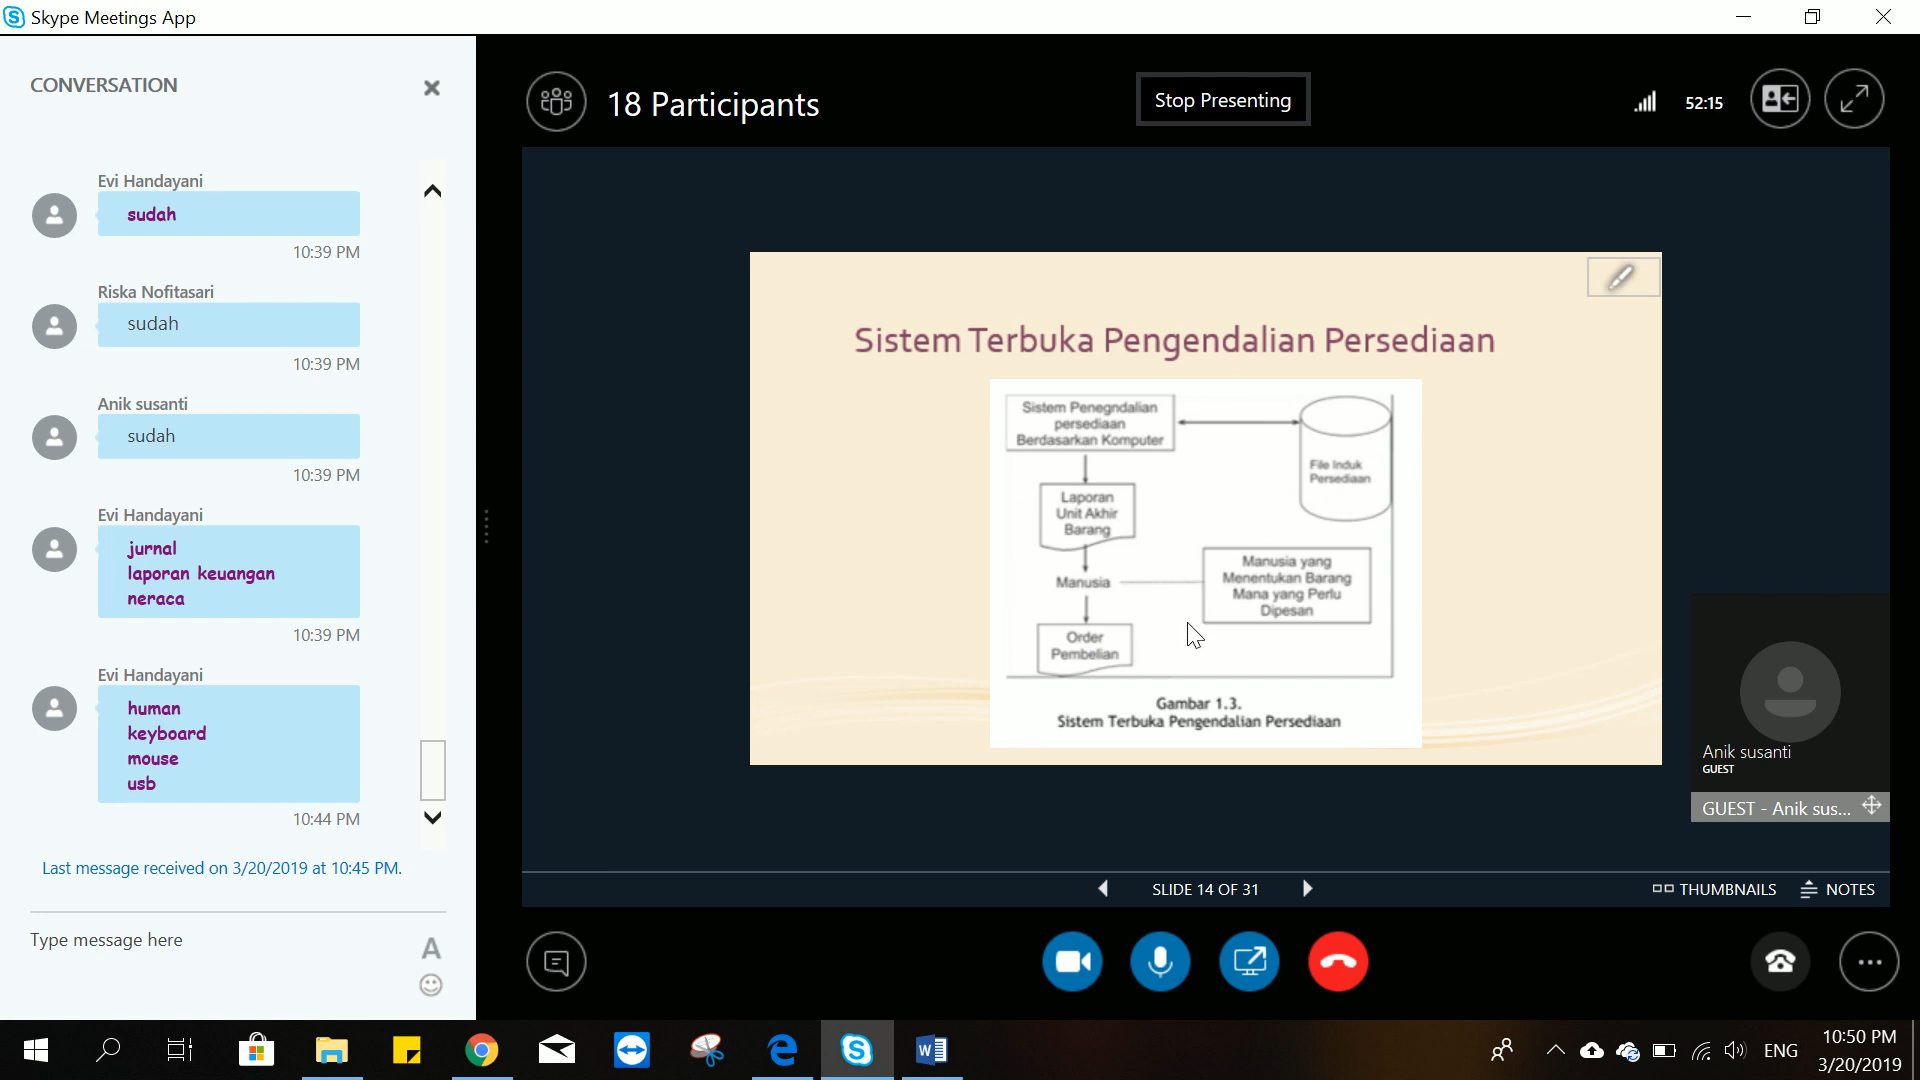 Skype Meetings App
CONVERSATION
Evi Handayani
sudah
10:39 PM
Riska Nofitasari
sudah
10:39 PM
Anik susanti
sudah
10:39 PM
Evi Handayani
jurnal
laporan keuangan
neraca
10:39 PM
Evi Handayani
human
keyboard
mouse
usb
10:44 PM
Last message received on 3/20/2019 at 10:45 PM.
Type message here
A
18 Participants
Stop Presenting
52:15
Sistem Terbuka Pengendalian Persediaan
Sistem Penegndalian
persediaan
Berdasarkan Komputer
File Induk
Persediaan
Laporan
Unit Akhir
Barang
Manusia
Manusia yang
Menentukan Barang
Mana yang Perlu
Dipesan
Order
Pembelian
Gambar 1.3.
Sistem Terbuka Pengendalian Persediaan
Anik susanti
GUEST
GUEST - Anik sus...
SLIDE 14 OF 31
THUMBNAILS
NOTES
ENG
10:50 PM
3/20/2019